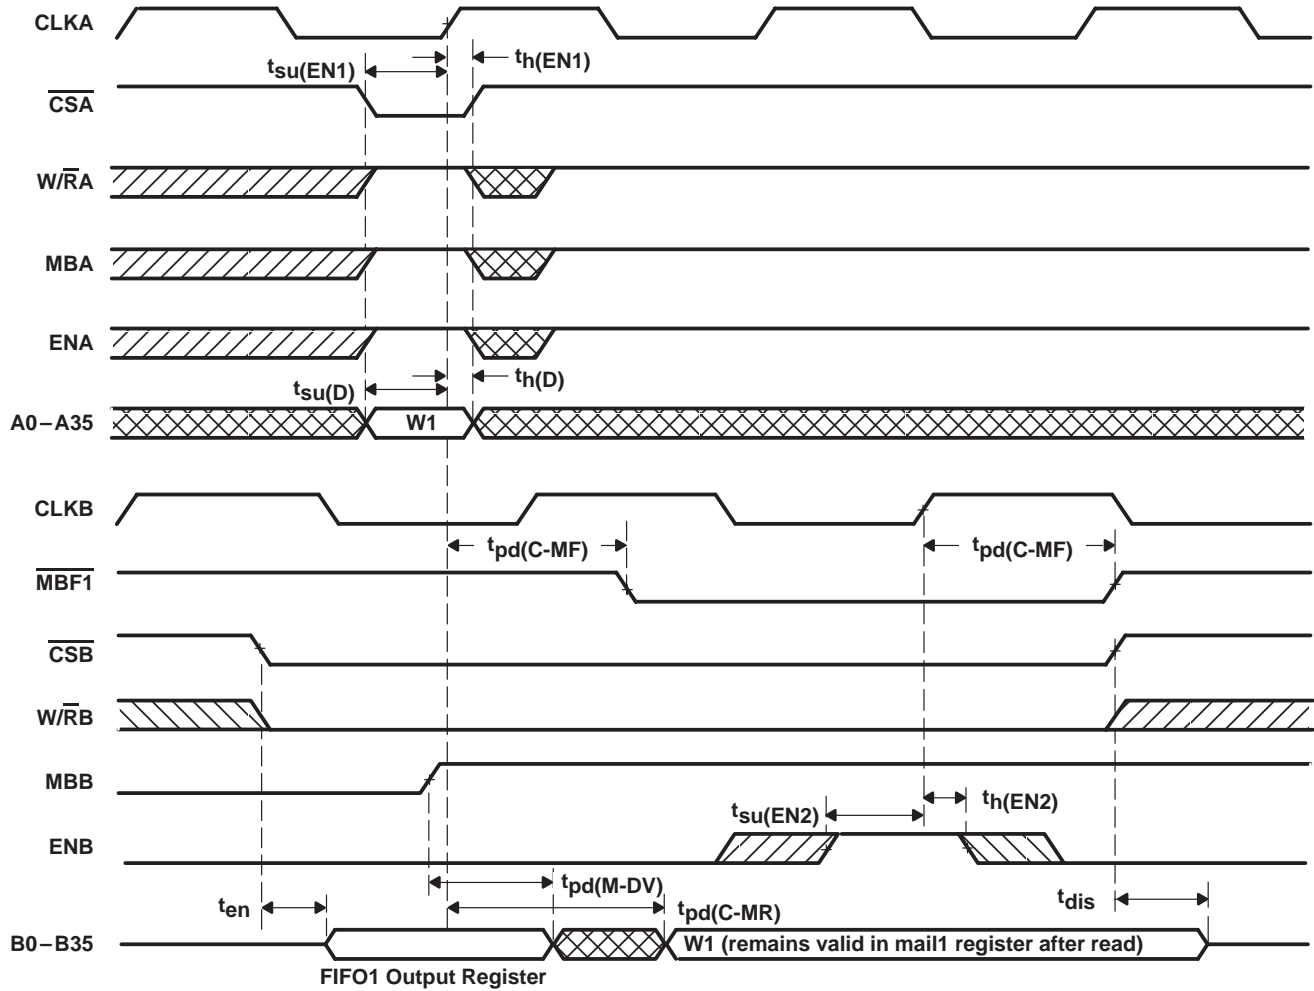 CLKA
tsu(EN1)
th(EN1)
CSA
W/RA
MBA
ENA
tsu(D)
th(D)
A0–A35
W1
CLKB
tpd(C-MF)
tpd(C-MF)
MBF1
CSB
W/RB
MBB
tsu(EN2)
th(EN2)
ENB
tpd(M-DV)
ten
tpd(C-MR)
tdis
B0–B35
W1 (remains valid in mail1 register after read)
FIFO1 Output Register